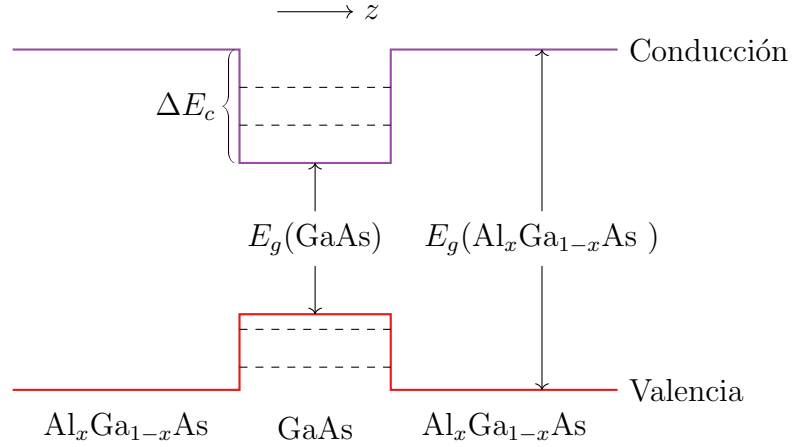 z
Conducción
ΔE_c
E_g(GaAs)
E_g(Al_xGa_{1−x}As )
Valencia
Al_xGa_{1−x}As
GaAs
Al_xGa_{1−x}As